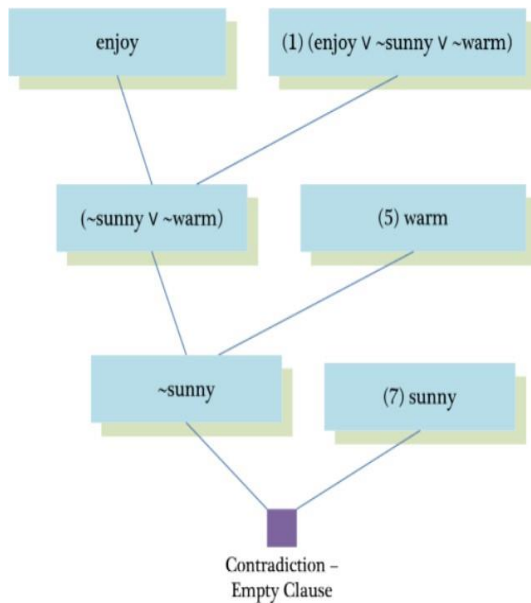 enjoy
(1) (enjoy ∨ ~sunny ∨ ~warm)
(~sunny ∨ ~warm)
(5) warm
~sunny
(7) sunny
Contradiction –
Empty Clause